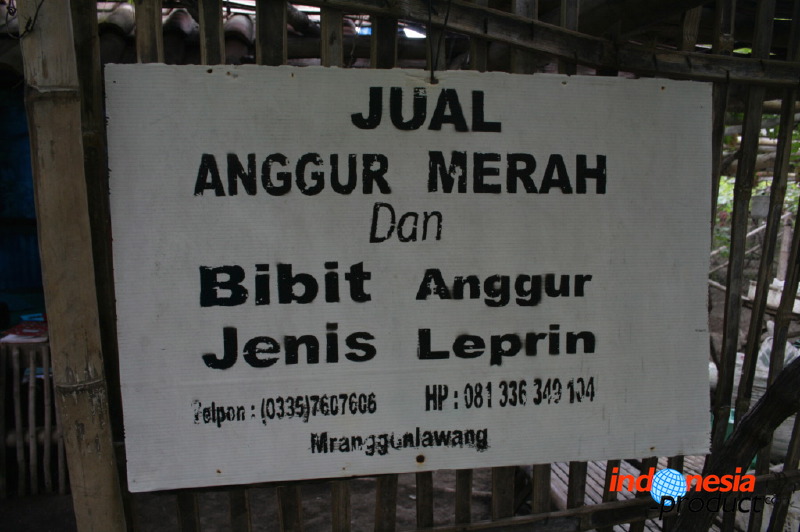 JUAL
ANGGUR MERAH
Dan
Bibit Anggur
Jenis Leprin
Telpon : (0335)7607606 HP : 081 336 349 104
Mranggonlawang
indonesia
product